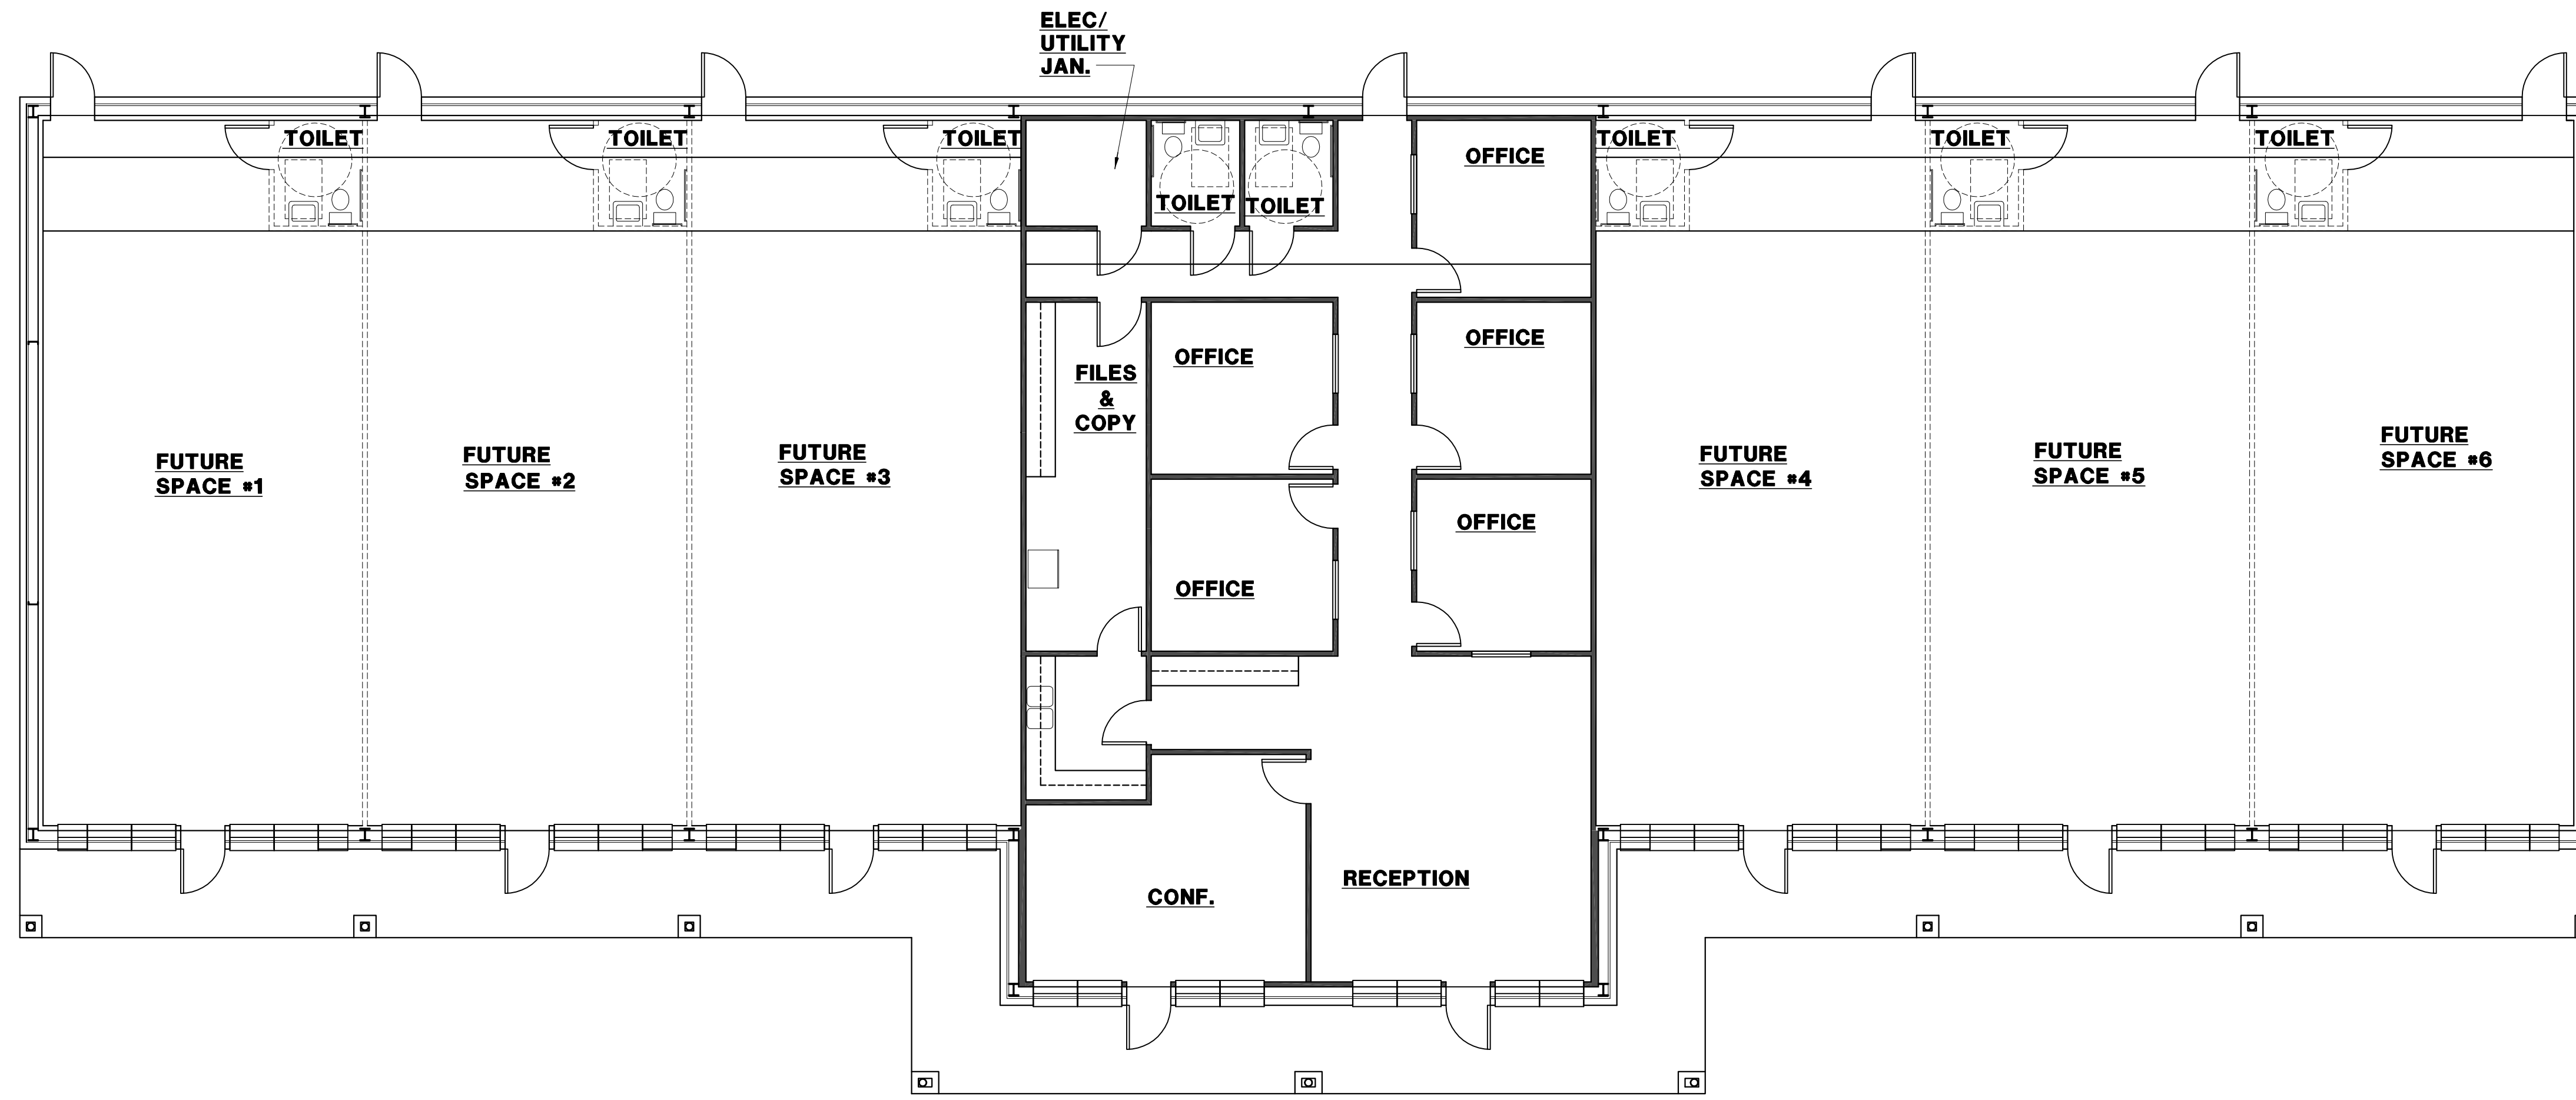 ELEC/
UTILITY
JAN.
TOILET
TOILET
TOILET
TOILET
TOILET
OFFICE
TOILET
TOILET
TOILET
OFFICE
OFFICE
FILES
&
COPY
OFFICE
OFFICE
FUTURE
SPACE #1
FUTURE
SPACE #2
FUTURE
SPACE #3
FUTURE
SPACE #4
FUTURE
SPACE #5
FUTURE
SPACE #6
OFFICE
CONF.
RECEPTION